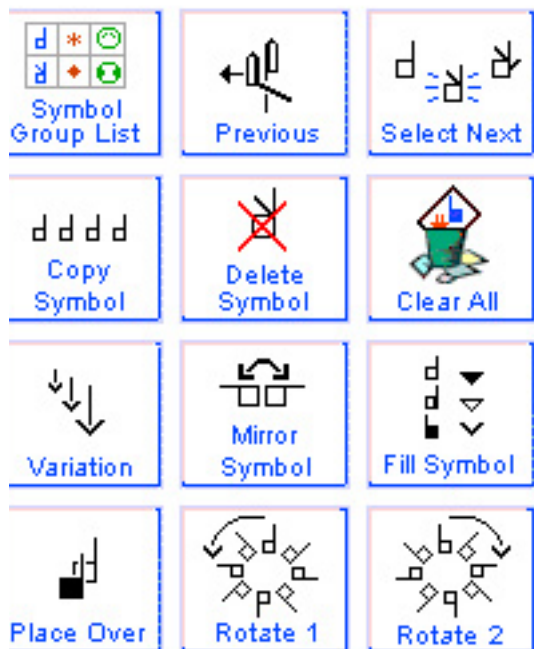 Symbol
Group List
Previous
Select Next
Copy
Symbol
Delete
Symbol
Clear All
Variation
Mirror
Symbol
Fill Symbol
Place Over
Rotate 1
Rotate 2